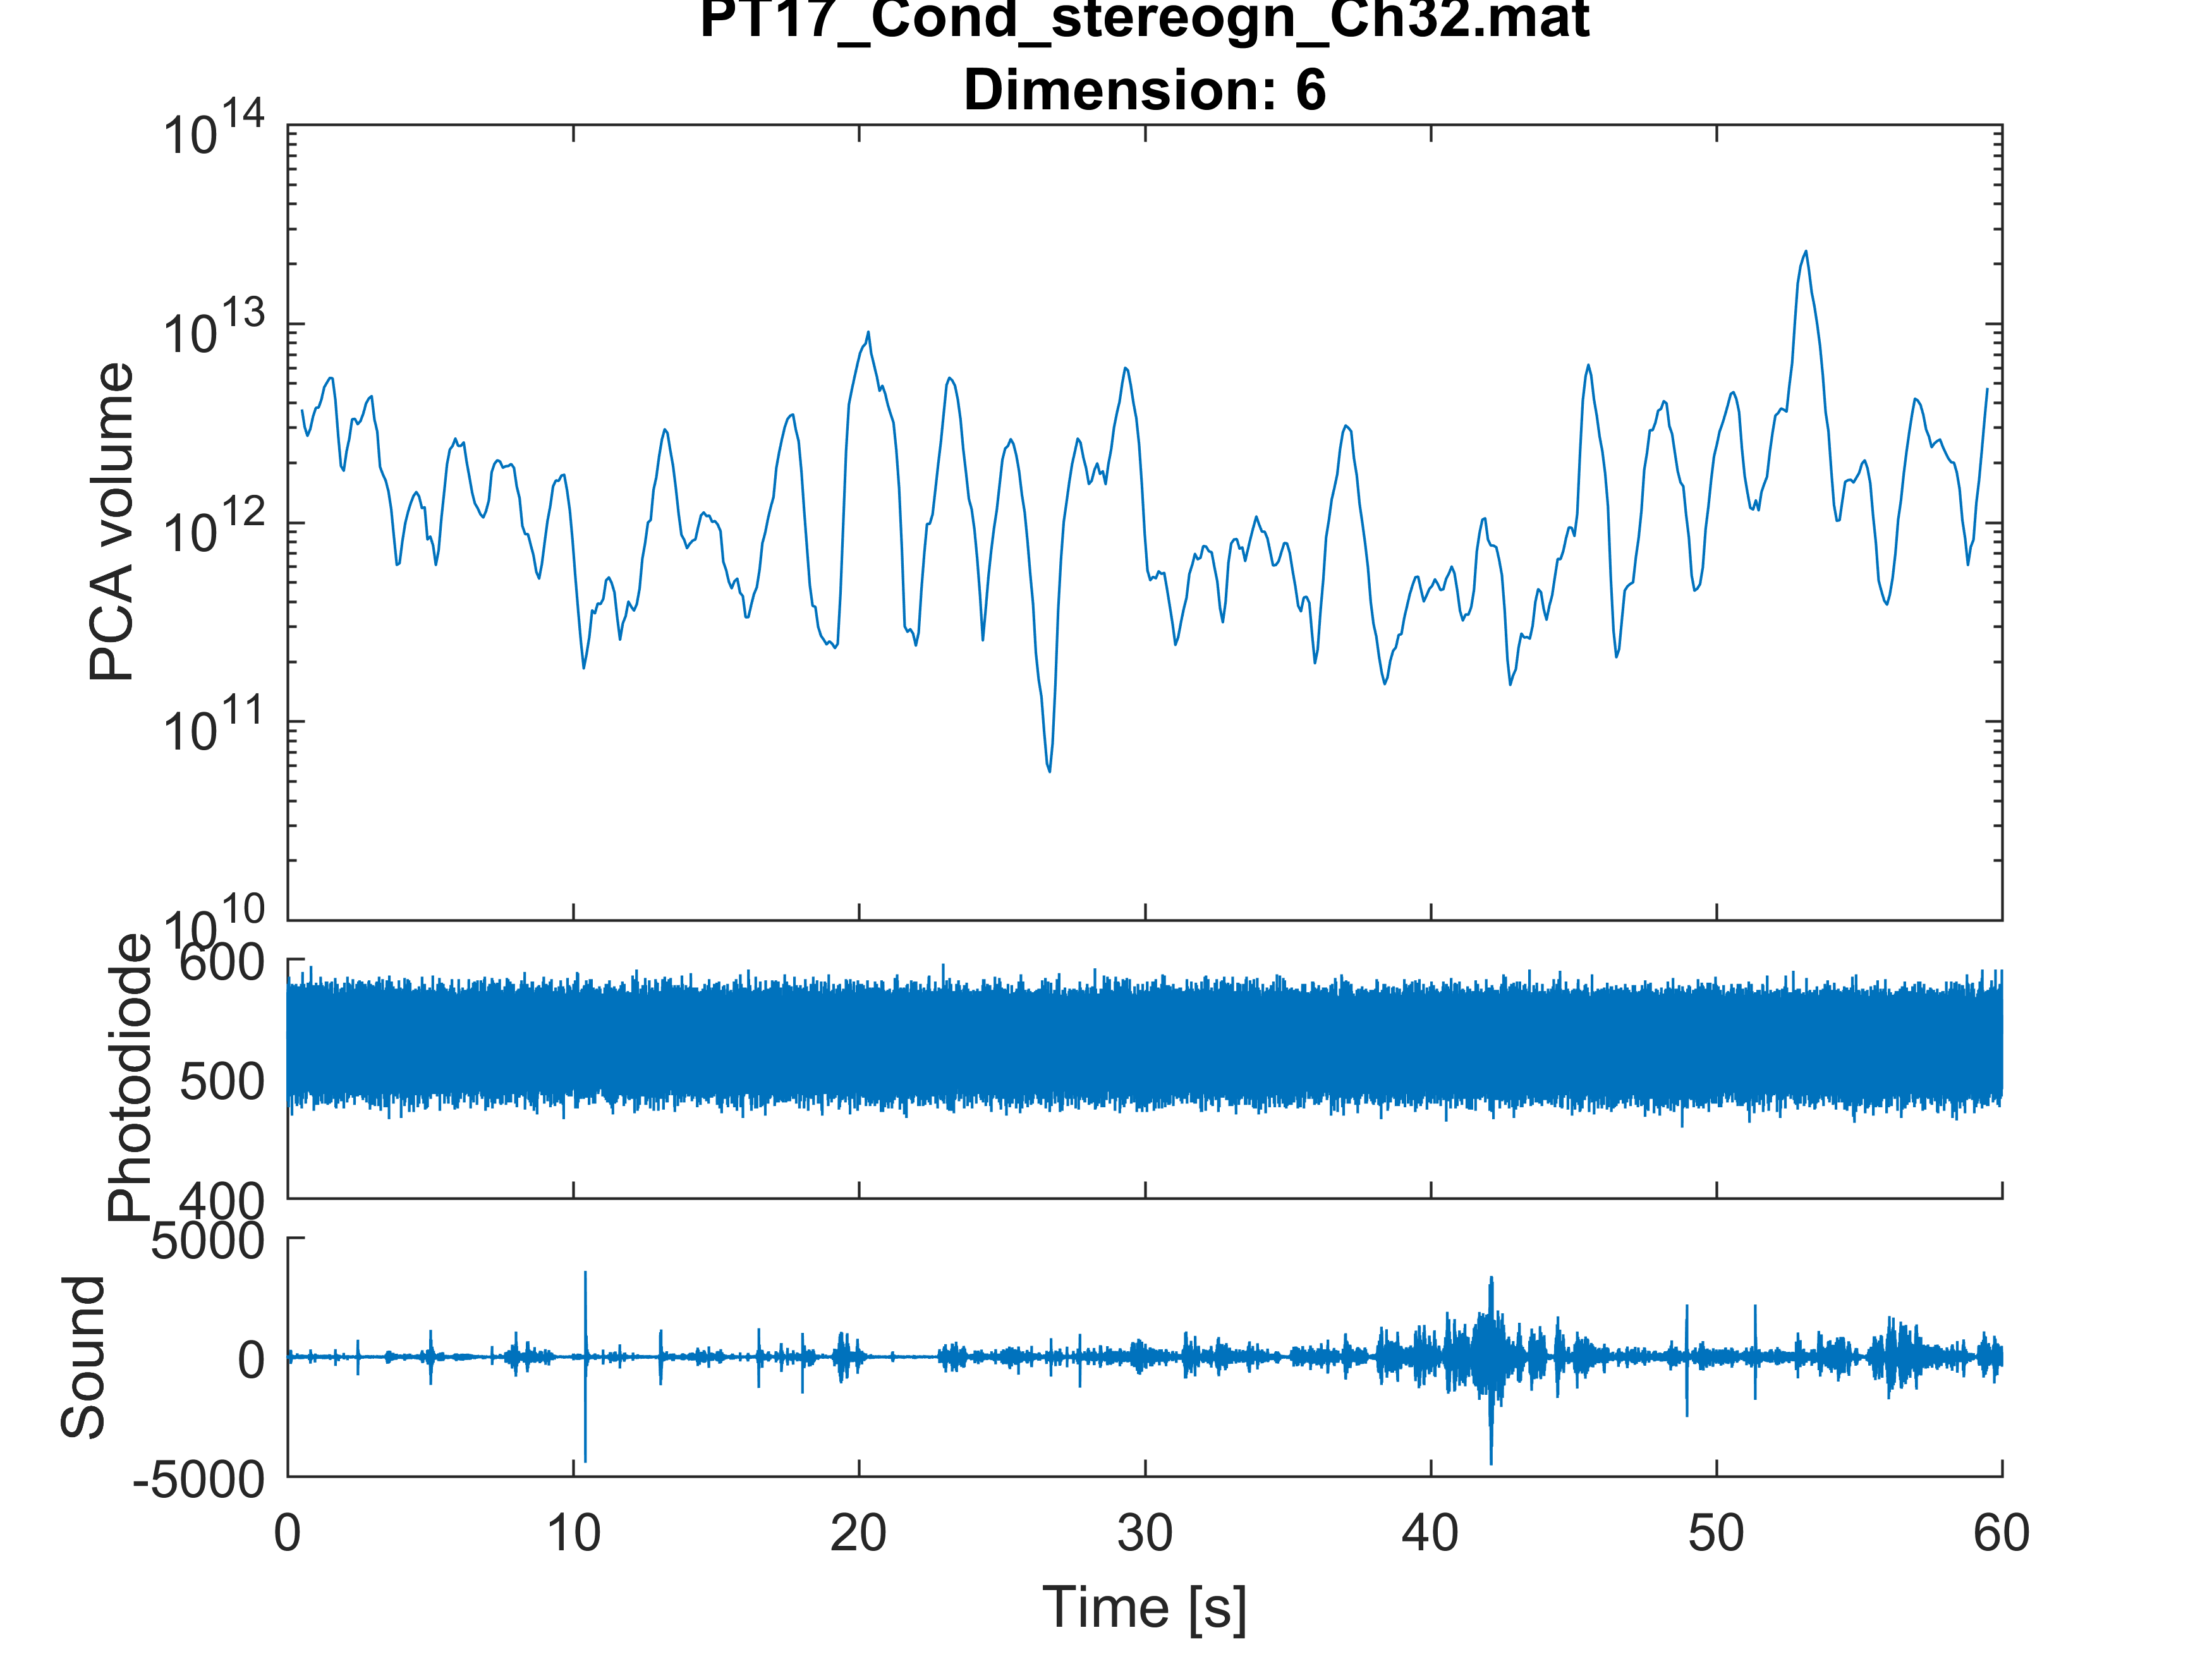 PT17_Cond_stereogn_Ch32.mat
Dimension: 6
10^14
10^13
10^12
10^11
10^10
PCA volume
600
500
400
Photodiode
5000
0
-5000
Sound
0 10 20 30 40 50 60
Time [s]